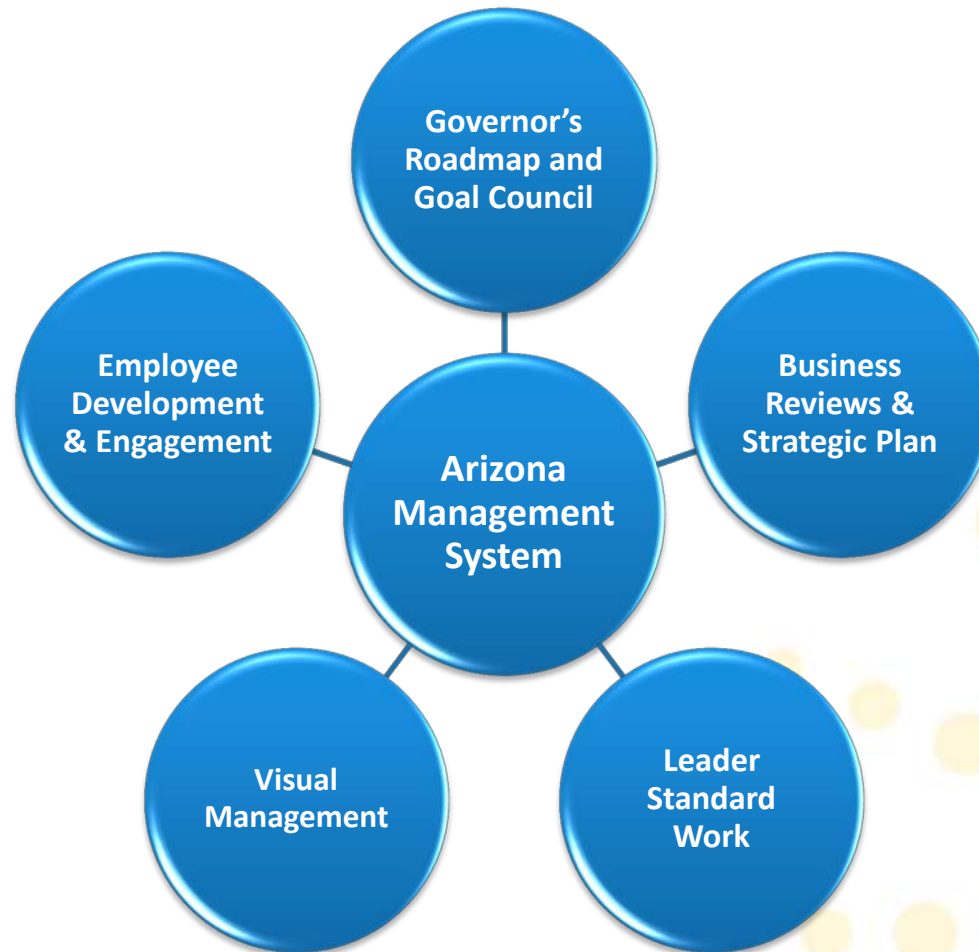 Governor’s
Roadmap and
Goal Council
Employee
Development
& Engagement
Business
Reviews &
Strategic Plan
Arizona
Management
System
Visual
Management
Leader
Standard
Work